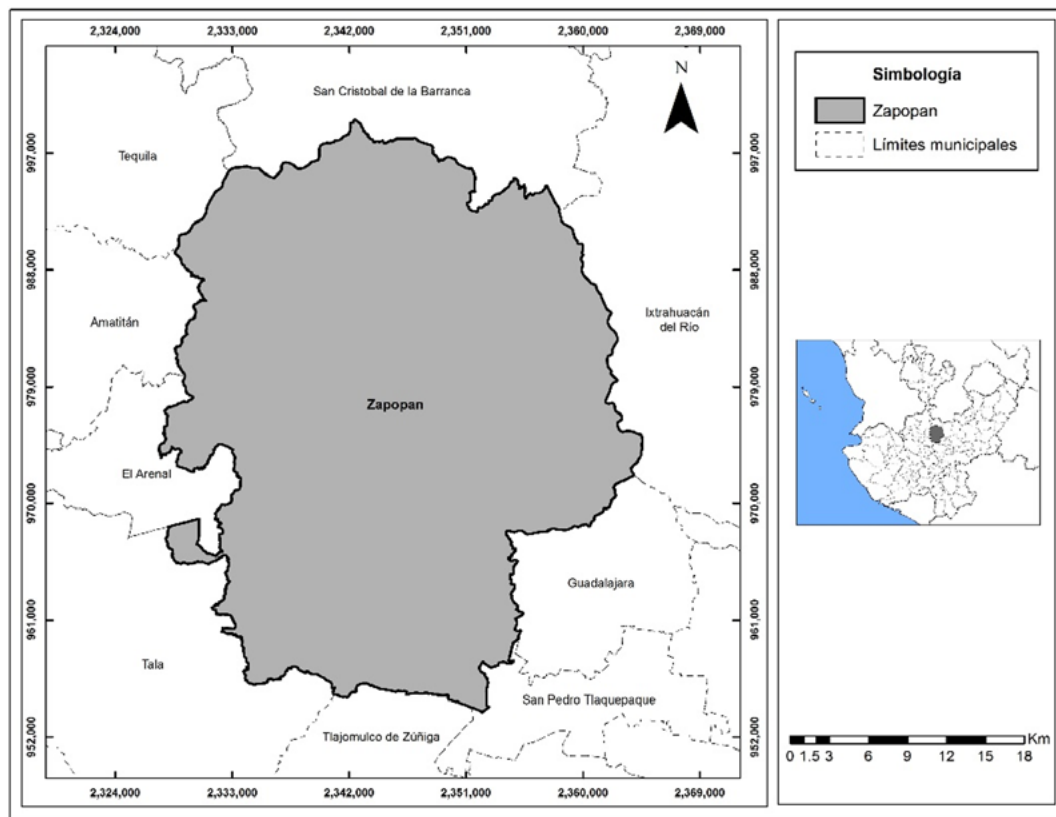 2,324,000 2,333,000 2,342,000 2,351,000 2,360,000 2,369,000
N
San Cristobal de la Barranca
997,000 997,000
Tequila
988,000 988,000
Amatitán
Ixtrahuacán
del Río
979,000 979,000
Zapopan
El Arenal
970,000 970,000
Guadalajara
961,000 961,000
Tala
San Pedro Tlaquepaque
Tlajomulco de Zúñiga
952,000 952,000
2,324,000 2,333,000 2,342,000 2,351,000 2,360,000 2,369,000
Simbología
Zapopan
Límites municipales
Km
0 1.5 3 6 9 12 15 18